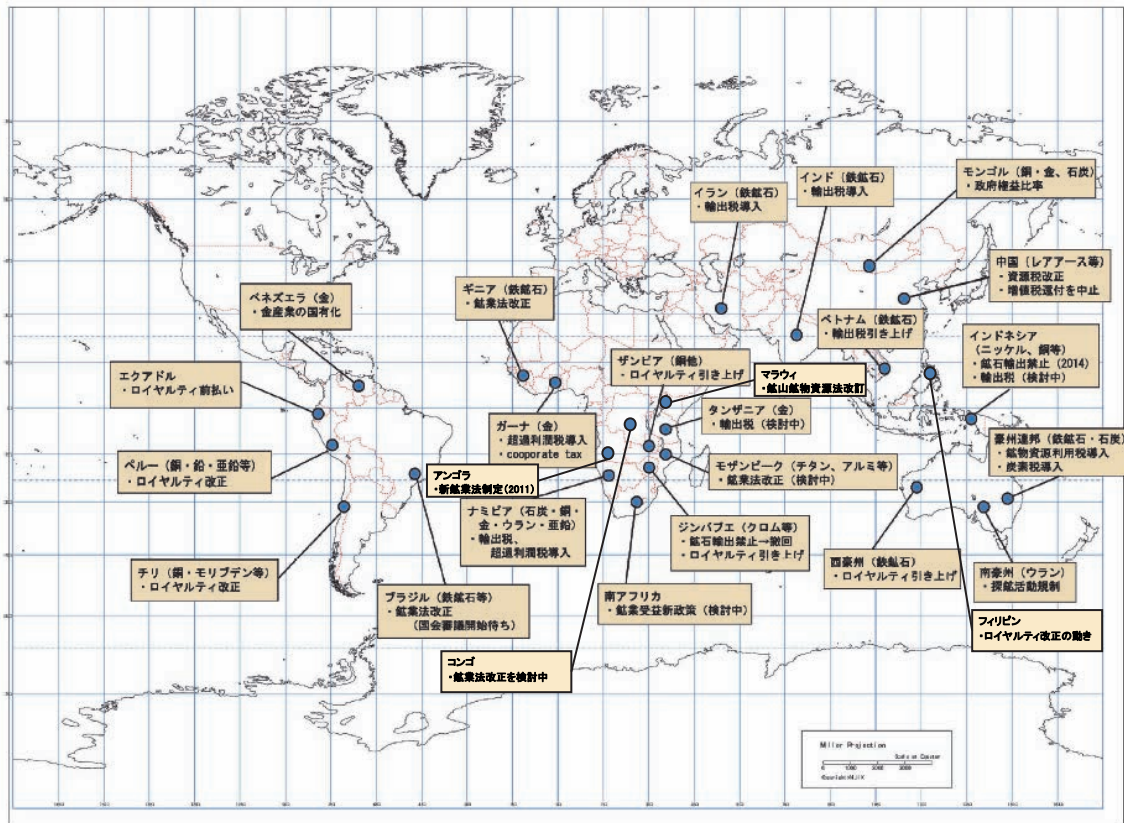 モンゴル（銅・金、石炭）
・政府権益比率
インド（鉄鉱石）
・輸出税導入
イラン（鉄鉱石）
・輸出税導入
中国（レアアース等）
・資源税改正
・増値税還付を中止
ギニア（鉄鉱石）
・鉱業法改正
ベネズエラ（金）
・金産業の国有化
ベトナム（鉄鉱石）
・輸出税引き上げ
インドネシア
（ニッケル、銅等）
・鉱石輸出禁止（2014）
・輸出税（検討中）
ザンビア（銅他）
・ロイヤルティ引き上げ
マラウィ
・鉱山鉱物資源法改訂
エクアドル
・ロイヤルティ前払い
タンザニア（金）
・輸出税（検討中）
ガーナ（金）
・超過利潤税導入
・cooporate tax
豪州連邦（鉄鉱石・石炭）
・鉱物資源利用税導入
・炭素税導入
ペルー（銅・鉛・亜鉛等）
・ロイヤルティ改正
アンゴラ
・新鉱業法制定(2011)
モザンビーク（チタン、アルミ等）
・鉱業法改正（検討中）
ナミビア（石炭・銅・
金・ウラン・亜鉛）
・輸出税、
超過利潤税導入
ジンバブエ（クロム等）
・鉱石輸出禁止→撤回
・ロイヤルティ引き上げ
西豪州（鉄鉱石）
・ロイヤルティ引き上げ
南豪州（ウラン）
・探鉱活動規制
チリ（銅・モリブデン等）
・ロイヤルティ改正
ブラジル（鉄鉱石等）
・鉱業法改正
（国会審議開始待ち）
南アフリカ
・鉱業受益新政策（検討中）
フィリピン
・ロイヤルティ改正の動き
コンゴ
・鉱業法改正を検討中
Miller Projection
Scale at Equator
0 1000 2000 3000